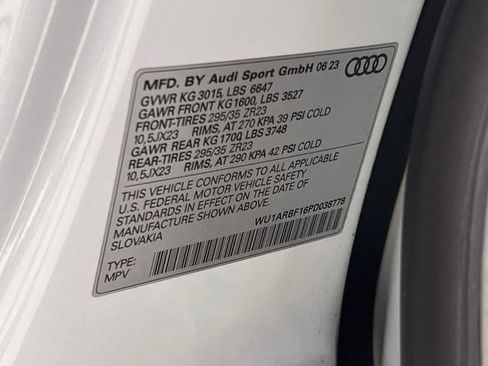 MFD. BY Audi Sport GmbH 06 23
GVWR KG 3015, LBS 6647
GAWR FRONT KG1600, LBS 3527
FRONT-TIRES 295/35 ZR23
10,5JX23 RIMS, AT 270 KPA 39 PSI COLD
GAWR REAR KG 1700, LBS 3748
REAR-TIRES 295/35 ZR23
10,5JX23 RIMS, AT 290 KPA 42 PSI COLD
THIS VEHICLE CONFORMS TO ALL APPLICABLE
U.S. FEDERAL MOTOR VEHICLE SAFETY
STANDARDS IN EFFECT ON THE DATE OF
MANUFACTURE SHOWN ABOVE.
SLOVAKIA
WU1ARBF16PD038778
TYPE:
MPV